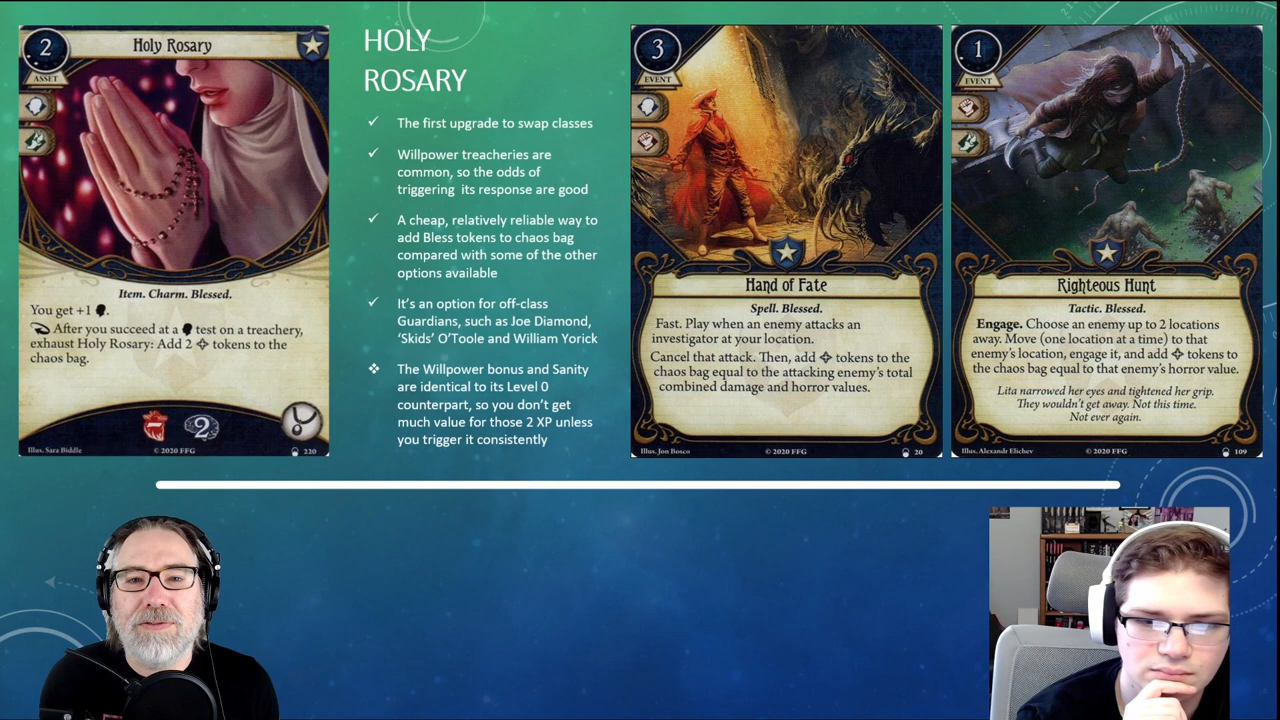 2
Holy Rosary
ASSET
Item. Charm. Blessed.
You get +1 .
After you succeed at a test on a treachery,
exhaust Holy Rosary: Add 2 tokens to the
chaos bag.
2
Illus. Sara Biddle
© 2020 FFG
220
HOLY
ROSARY
✓ The first upgrade to swap classes
✓ Willpower treacheries are
common, so the odds of
triggering its response are good
✓ A cheap, relatively reliable way to
add Bless tokens to chaos bag
compared with some of the other
options available
✓ It's an option for off-class
Guardians, such as Joe Diamond,
'Skids' O'Toole and William Yorick
❖ The Willpower bonus and Sanity
are identical to its Level 0
counterpart, so you don't get
much value for those 2 XP unless
you trigger it consistently
3
EVENT
Hand of Fate
Spell. Blessed.
Fast. Play when an enemy attacks an
investigator at your location.
Cancel that attack. Then, add tokens to the
chaos bag equal to the attacking enemy's total
combined damage and horror values.
Illus. Jon Bosco
© 2020 FFG
20
1
EVENT
Righteous Hunt
Tactic. Blessed.
Engage. Choose an enemy up to 2 locations
away. Move (one location at a time) to that
enemy's location, engage it, and add tokens to
the chaos bag equal to that enemy's horror value.
Lita narrowed her eyes and tightened her grip.
They wouldn't get away. Not this time.
Not ever again.
Illus. Alexandr Elichev
© 2020 FFG
109